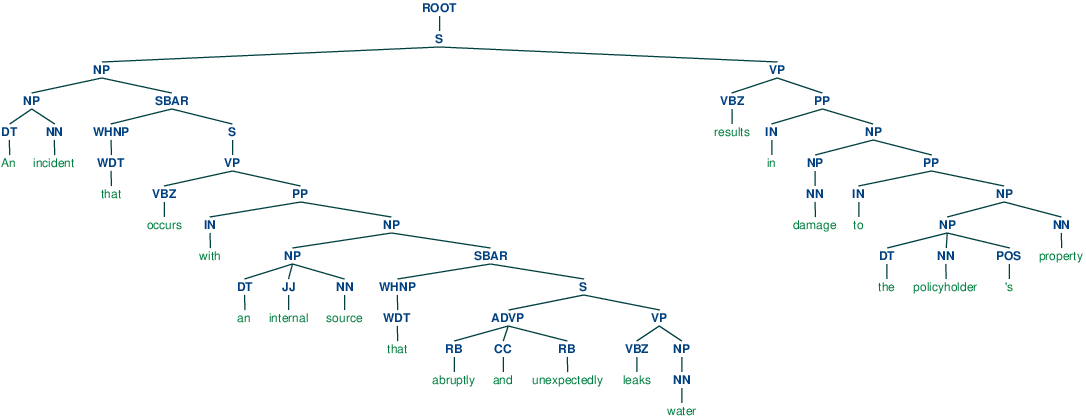 ROOT
S
NP VP
NP SBAR VBZ PP
DT NN WHNP S results IN NP
An incident WDT VP in NP PP
that VBZ PP NN IN NP
occurs IN NP damage to NP NN
with NP SBAR DT NN POS property
DT JJ NN WHNP S the policyholder 's
an internal source WDT ADVP VP
that RB CC RB VBZ NP
abruptly and unexpectedly leaks NN
water